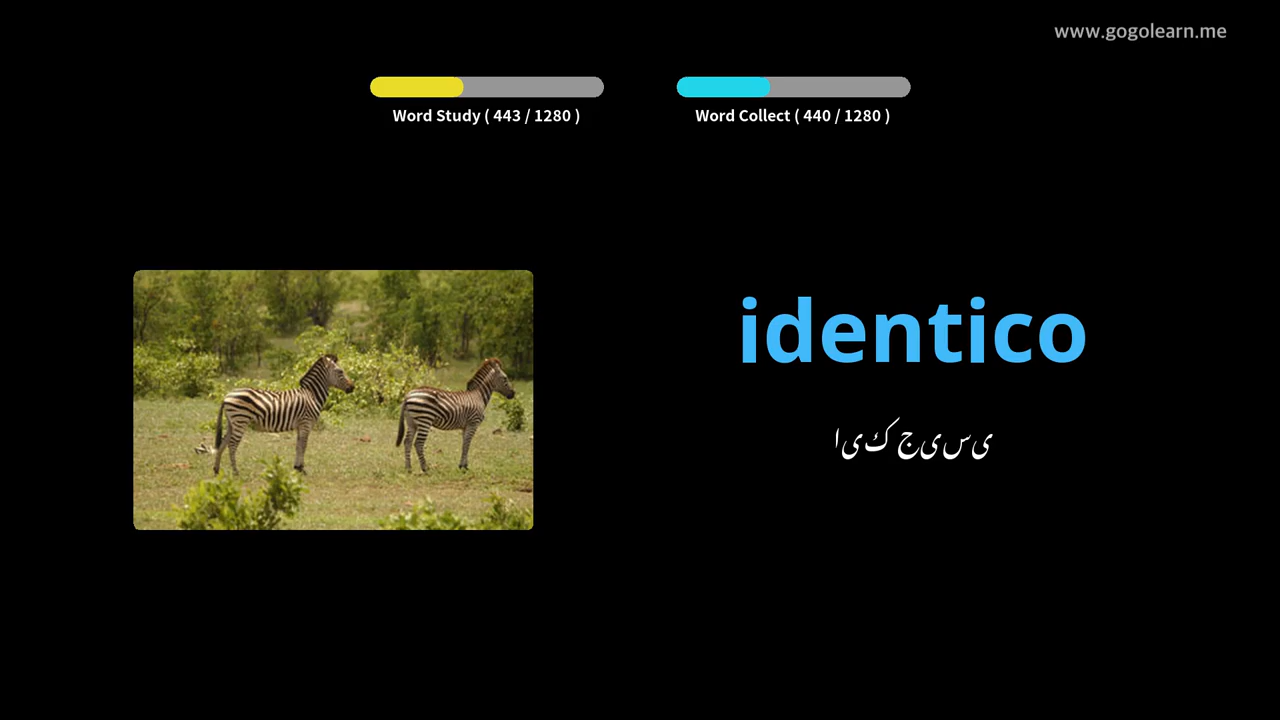 www.gogolearn.me
Word Study ( 443 / 1280 )
Word Collect ( 440 / 1280 )
identico
ایک جیسی